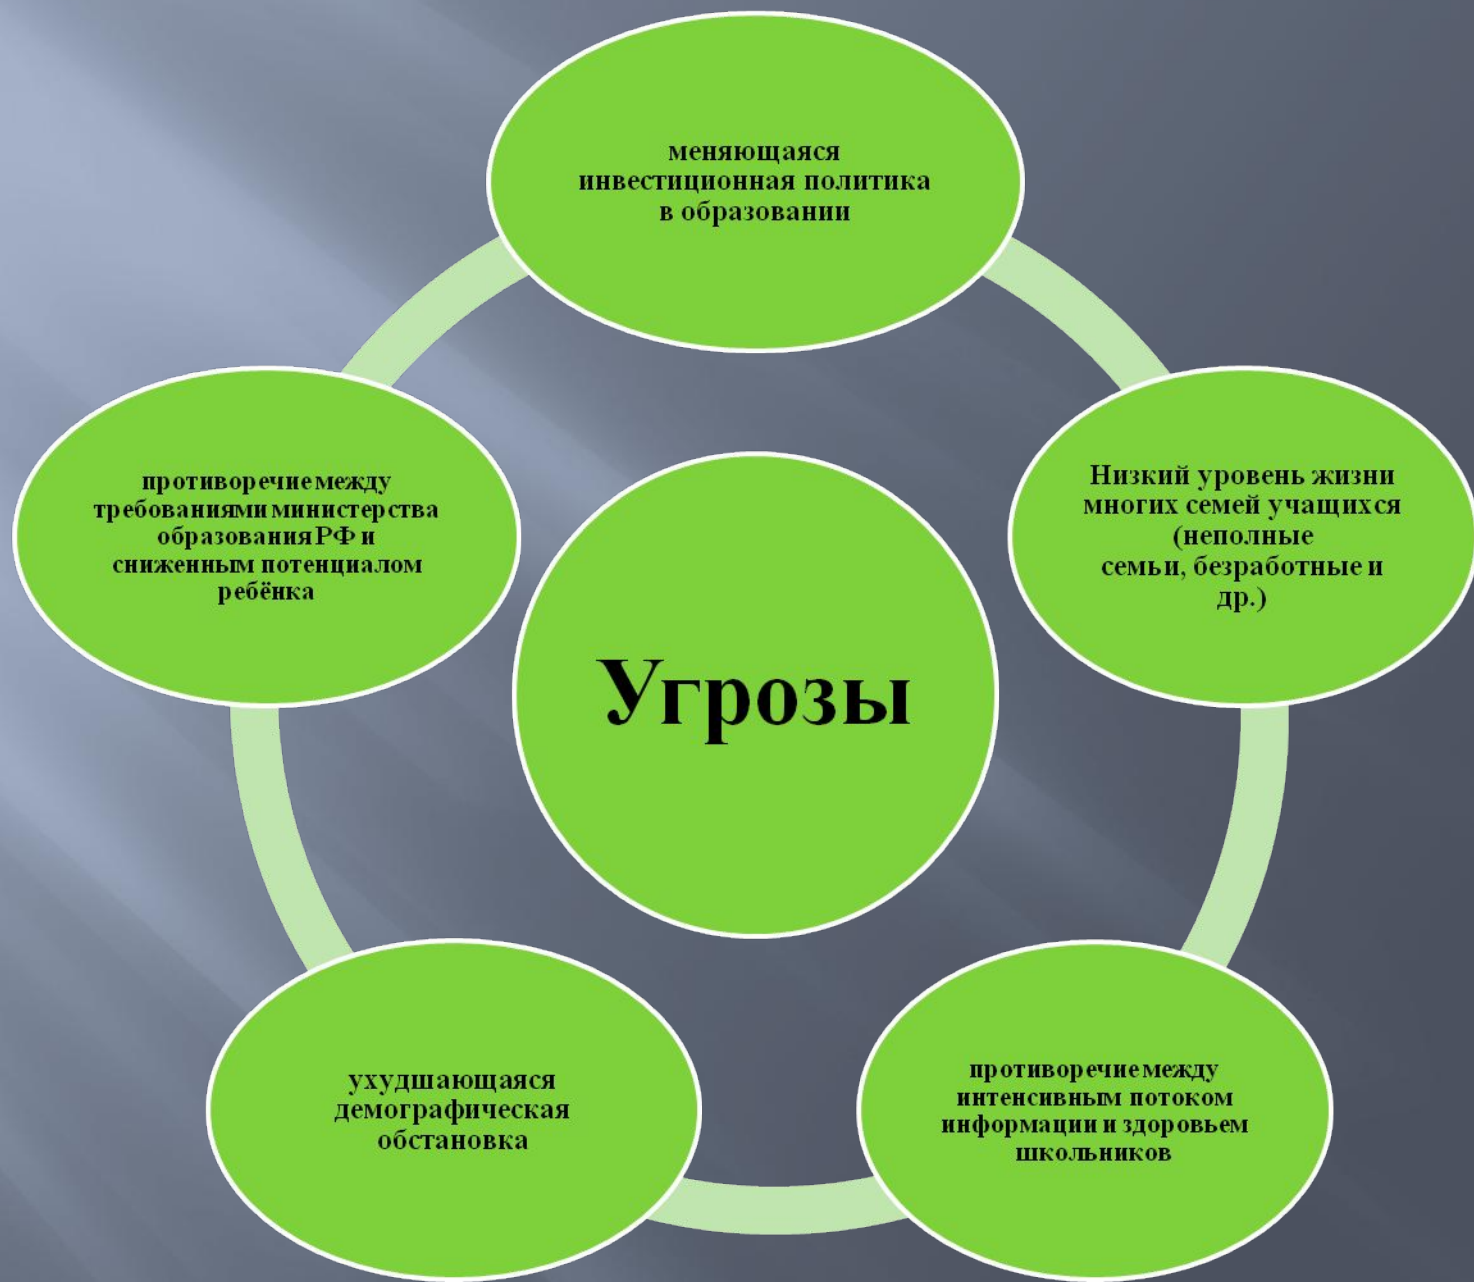 меняющаяся
инвестиционная политика
в образовании
Низкий уровень жизни
многих семей учащихся
(неполные
семьи, безработные и
др.)
противоречие между
интенсивным потоком
информации и здоровьем
школьников
ухудшающаяся
демографическая
обстановка
противоречие между
требованиями министерства
образования РФ и
сниженным потенциалом
ребёнка
Угрозы